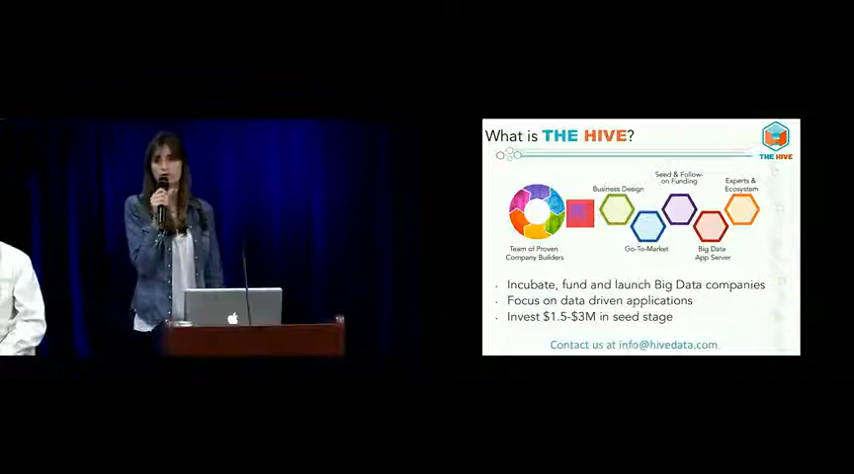 What is THE HIVE?
THE HIVE
Seed & Follow-
on Funding
Experts &
Ecosystem
Business Design
Team of Proven
Company Builders
Go-To-Market
Big Data
App Server
Incubate, fund and launch Big Data companies
Focus on data driven applications
Invest $1.5-$3M in seed stage
Contact us at info@hivedata.com